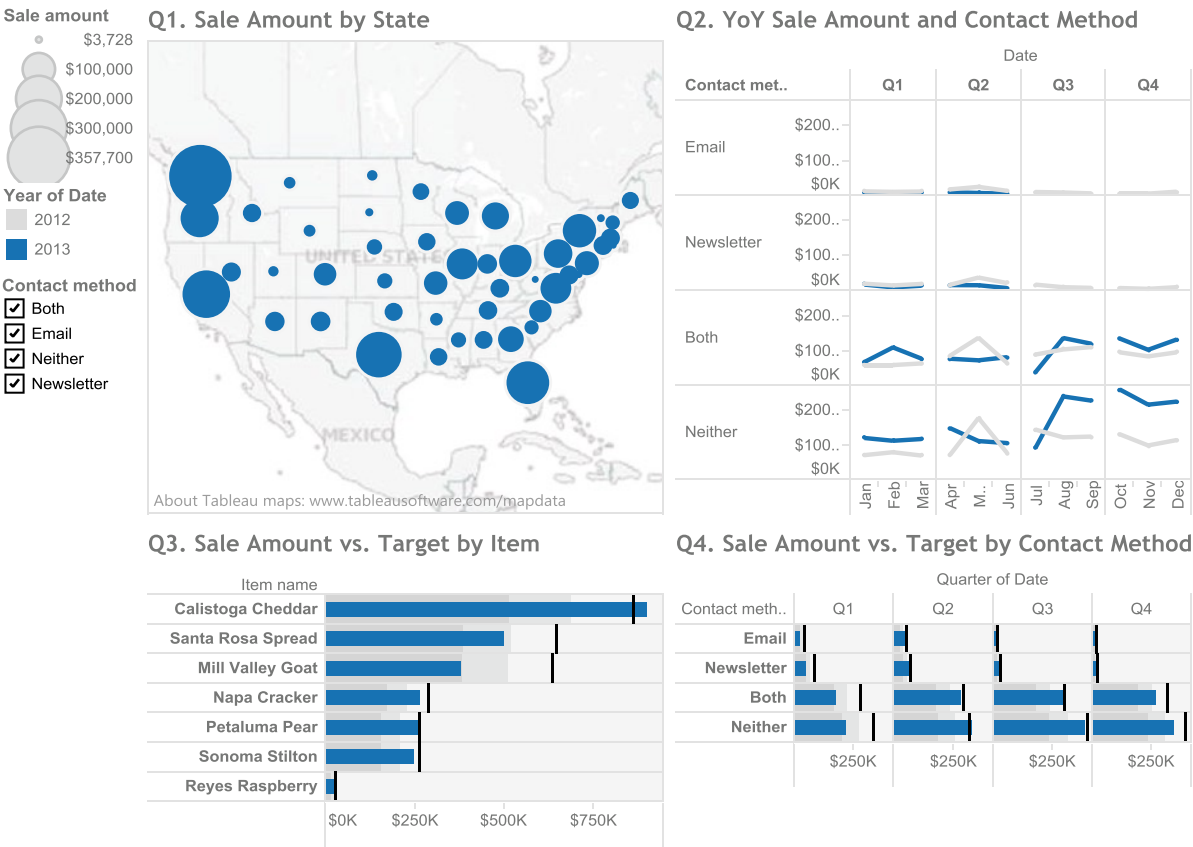 Sale amount
$3,728
$100,000
$200,000
$300,000
$357,700
Year of Date
2012
2013
Contact method
Both
Email
Neither
Newsletter
Q1. Sale Amount by State
UNITED STATES
MEXICO
About Tableau maps: www.tableausoftware.com/mapdata
Q2. YoY Sale Amount and Contact Method
Date
Contact met.. Q1 Q2 Q3 Q4
Email
$200..
$100..
$0K
Newsletter
$200..
$100..
$0K
Both
$200..
$100..
$0K
Neither
$200..
$100..
$0K
Jan Feb Mar Apr M.. Jun Jul Aug Sep Oct Nov Dec
Q3. Sale Amount vs. Target by Item
Item name
Calistoga Cheddar
Santa Rosa Spread
Mill Valley Goat
Napa Cracker
Petaluma Pear
Sonoma Stilton
Reyes Raspberry
$0K $250K $500K $750K
Q4. Sale Amount vs. Target by Contact Method
Quarter of Date
Contact meth.. Q1 Q2 Q3 Q4
Email
Newsletter
Both
Neither
$250K $250K $250K $250K